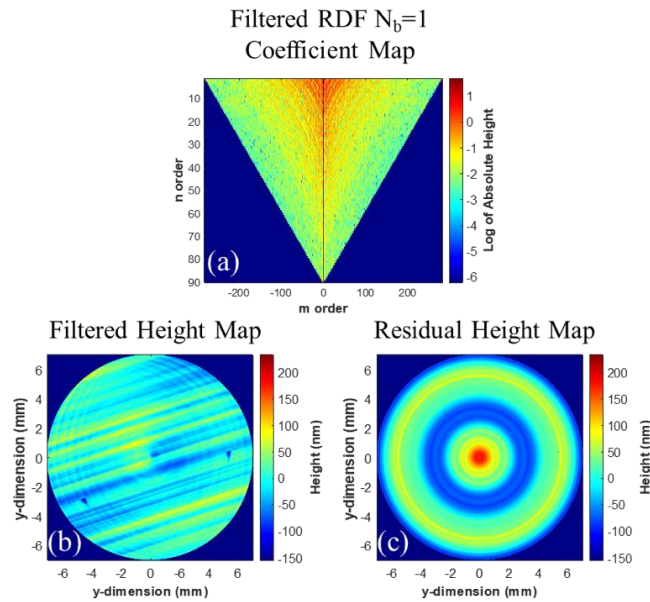 Filtered RDF N_b=1
Coefficient Map
10
20
30
40
50
60
70
80
90
n order
-200
-100
0
100
200
m order
1
0
-1
-2
-3
-4
-5
-6
Log of Absolute Height
(a)
Filtered Height Map
6
4
2
0
-2
-4
-6
y-dimension (mm)
-6 -4 -2 0 2 4 6
y-dimension (mm)
200
150
100
50
0
-50
-100
-150
Height (nm)
(b)
Residual Height Map
6
4
2
0
-2
-4
-6
y-dimension (mm)
-6 -4 -2 0 2 4 6
y-dimension (mm)
200
150
100
50
0
-50
-100
-150
Height (nm)
(c)